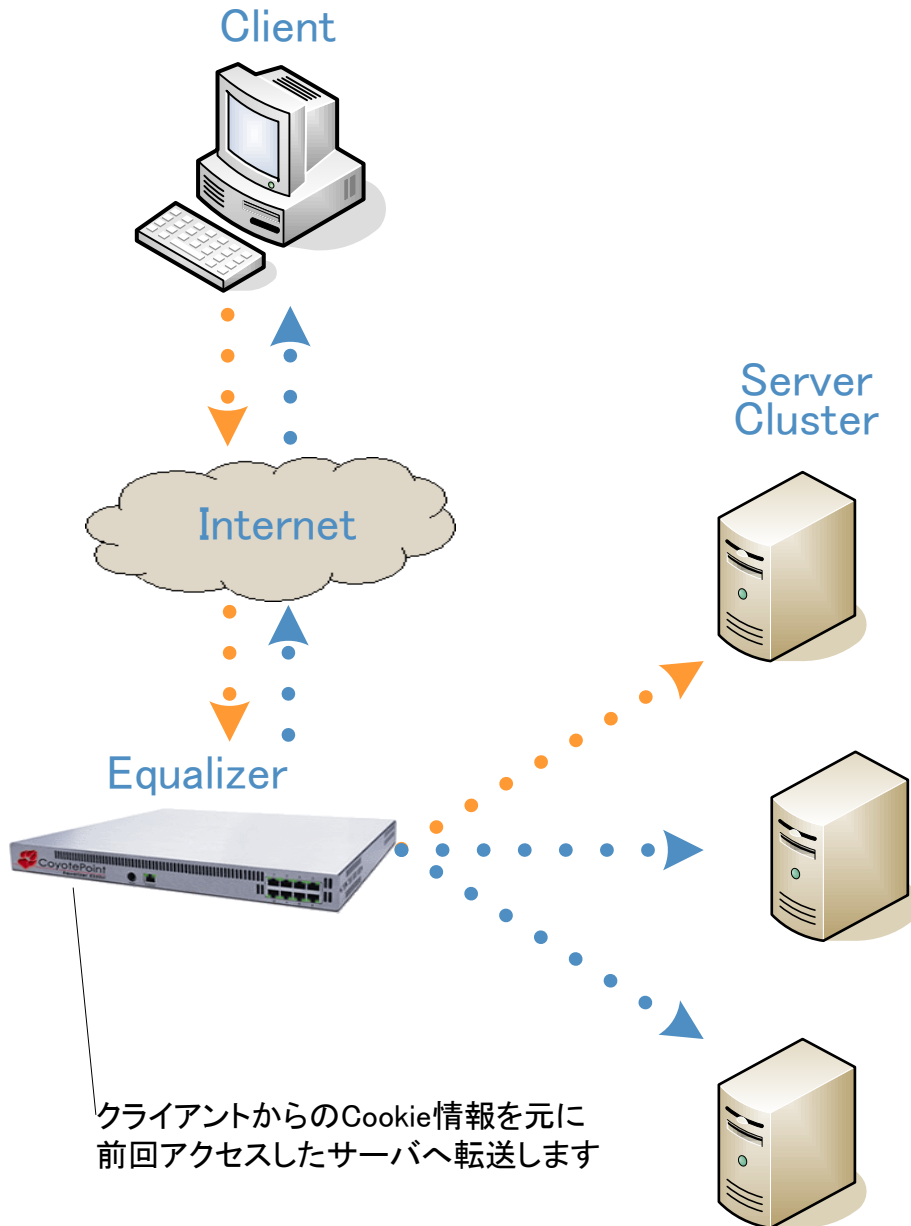 Client
Internet
Server
Cluster
Equalizer
CoyotePoint
クライアントからのCookie情報を元に
前回アクセスしたサーバへ転送します